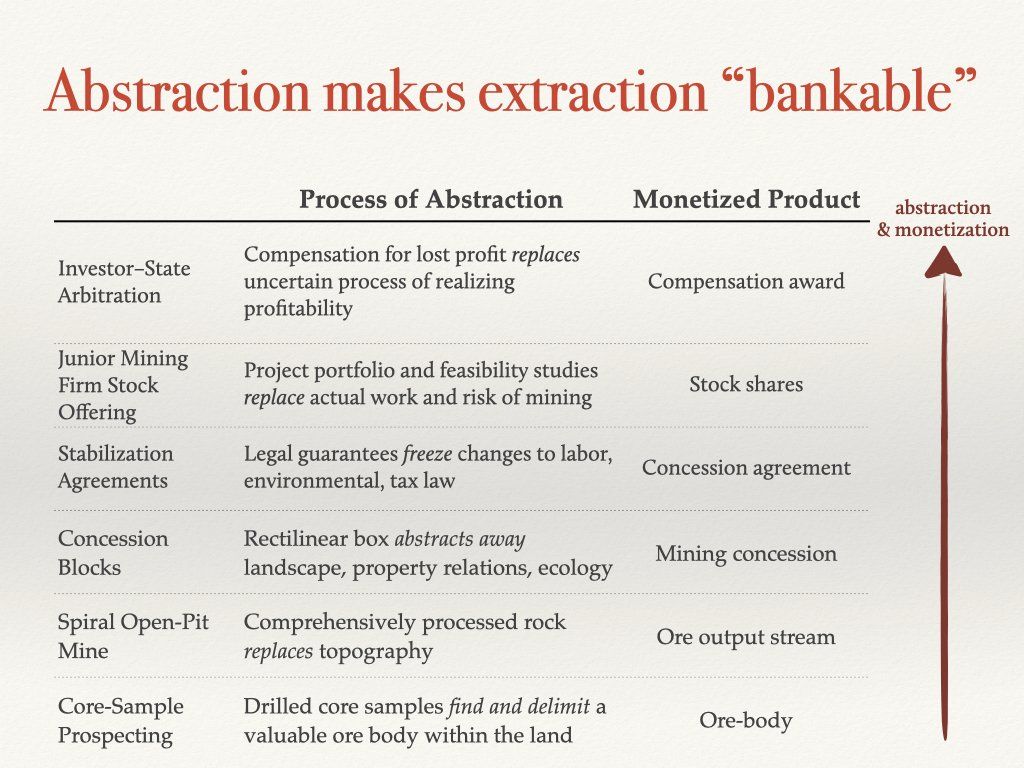 Abstraction makes extraction “bankable”
Process of Abstraction
Monetized Product
abstraction
& monetization
Investor–State
Arbitration
Compensation for lost profit replaces
uncertain process of realizing
profitability
Compensation award
Junior Mining
Firm Stock
Offering
Project portfolio and feasibility studies
replace actual work and risk of mining
Stock shares
Stabilization
Agreements
Legal guarantees freeze changes to labor,
environmental, tax law
Concession agreement
Concession
Blocks
Rectilinear box abstracts away
landscape, property relations, ecology
Mining concession
Spiral Open-Pit
Mine
Comprehensively processed rock
replaces topography
Ore output stream
Core-Sample
Prospecting
Drilled core samples find and delimit a
valuable ore body within the land
Ore-body